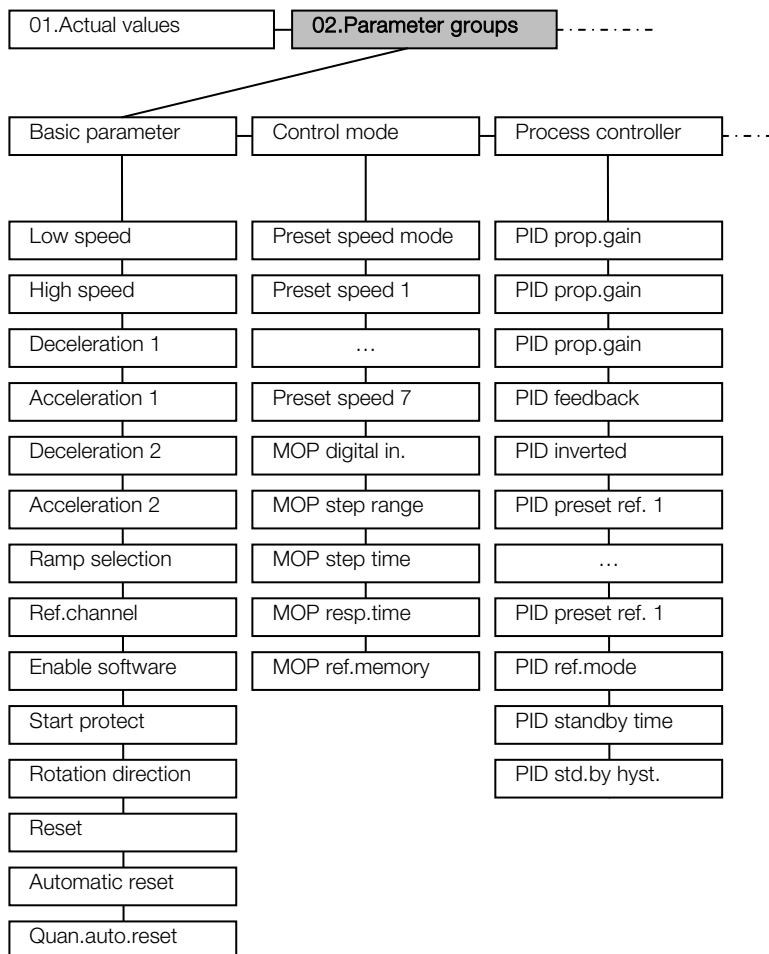 01.Actual values
02.Parameter groups
Basic parameter
Control mode
Process controller
Low speed
High speed
Deceleration 1
Acceleration 1
Deceleration 2
Acceleration 2
Ramp selection
Ref.channel
Enable software
Start protect
Rotation direction
Reset
Automatic reset
Quan.auto.reset
Preset speed mode
Preset speed 1
…
Preset speed 7
MOP digital in.
MOP step range
MOP step time
MOP resp.time
MOP ref.memory
PID prop.gain
PID prop.gain
PID prop.gain
PID feedback
PID inverted
PID preset ref. 1
…
PID preset ref. 1
PID ref.mode
PID standby time
PID std.by hyst.